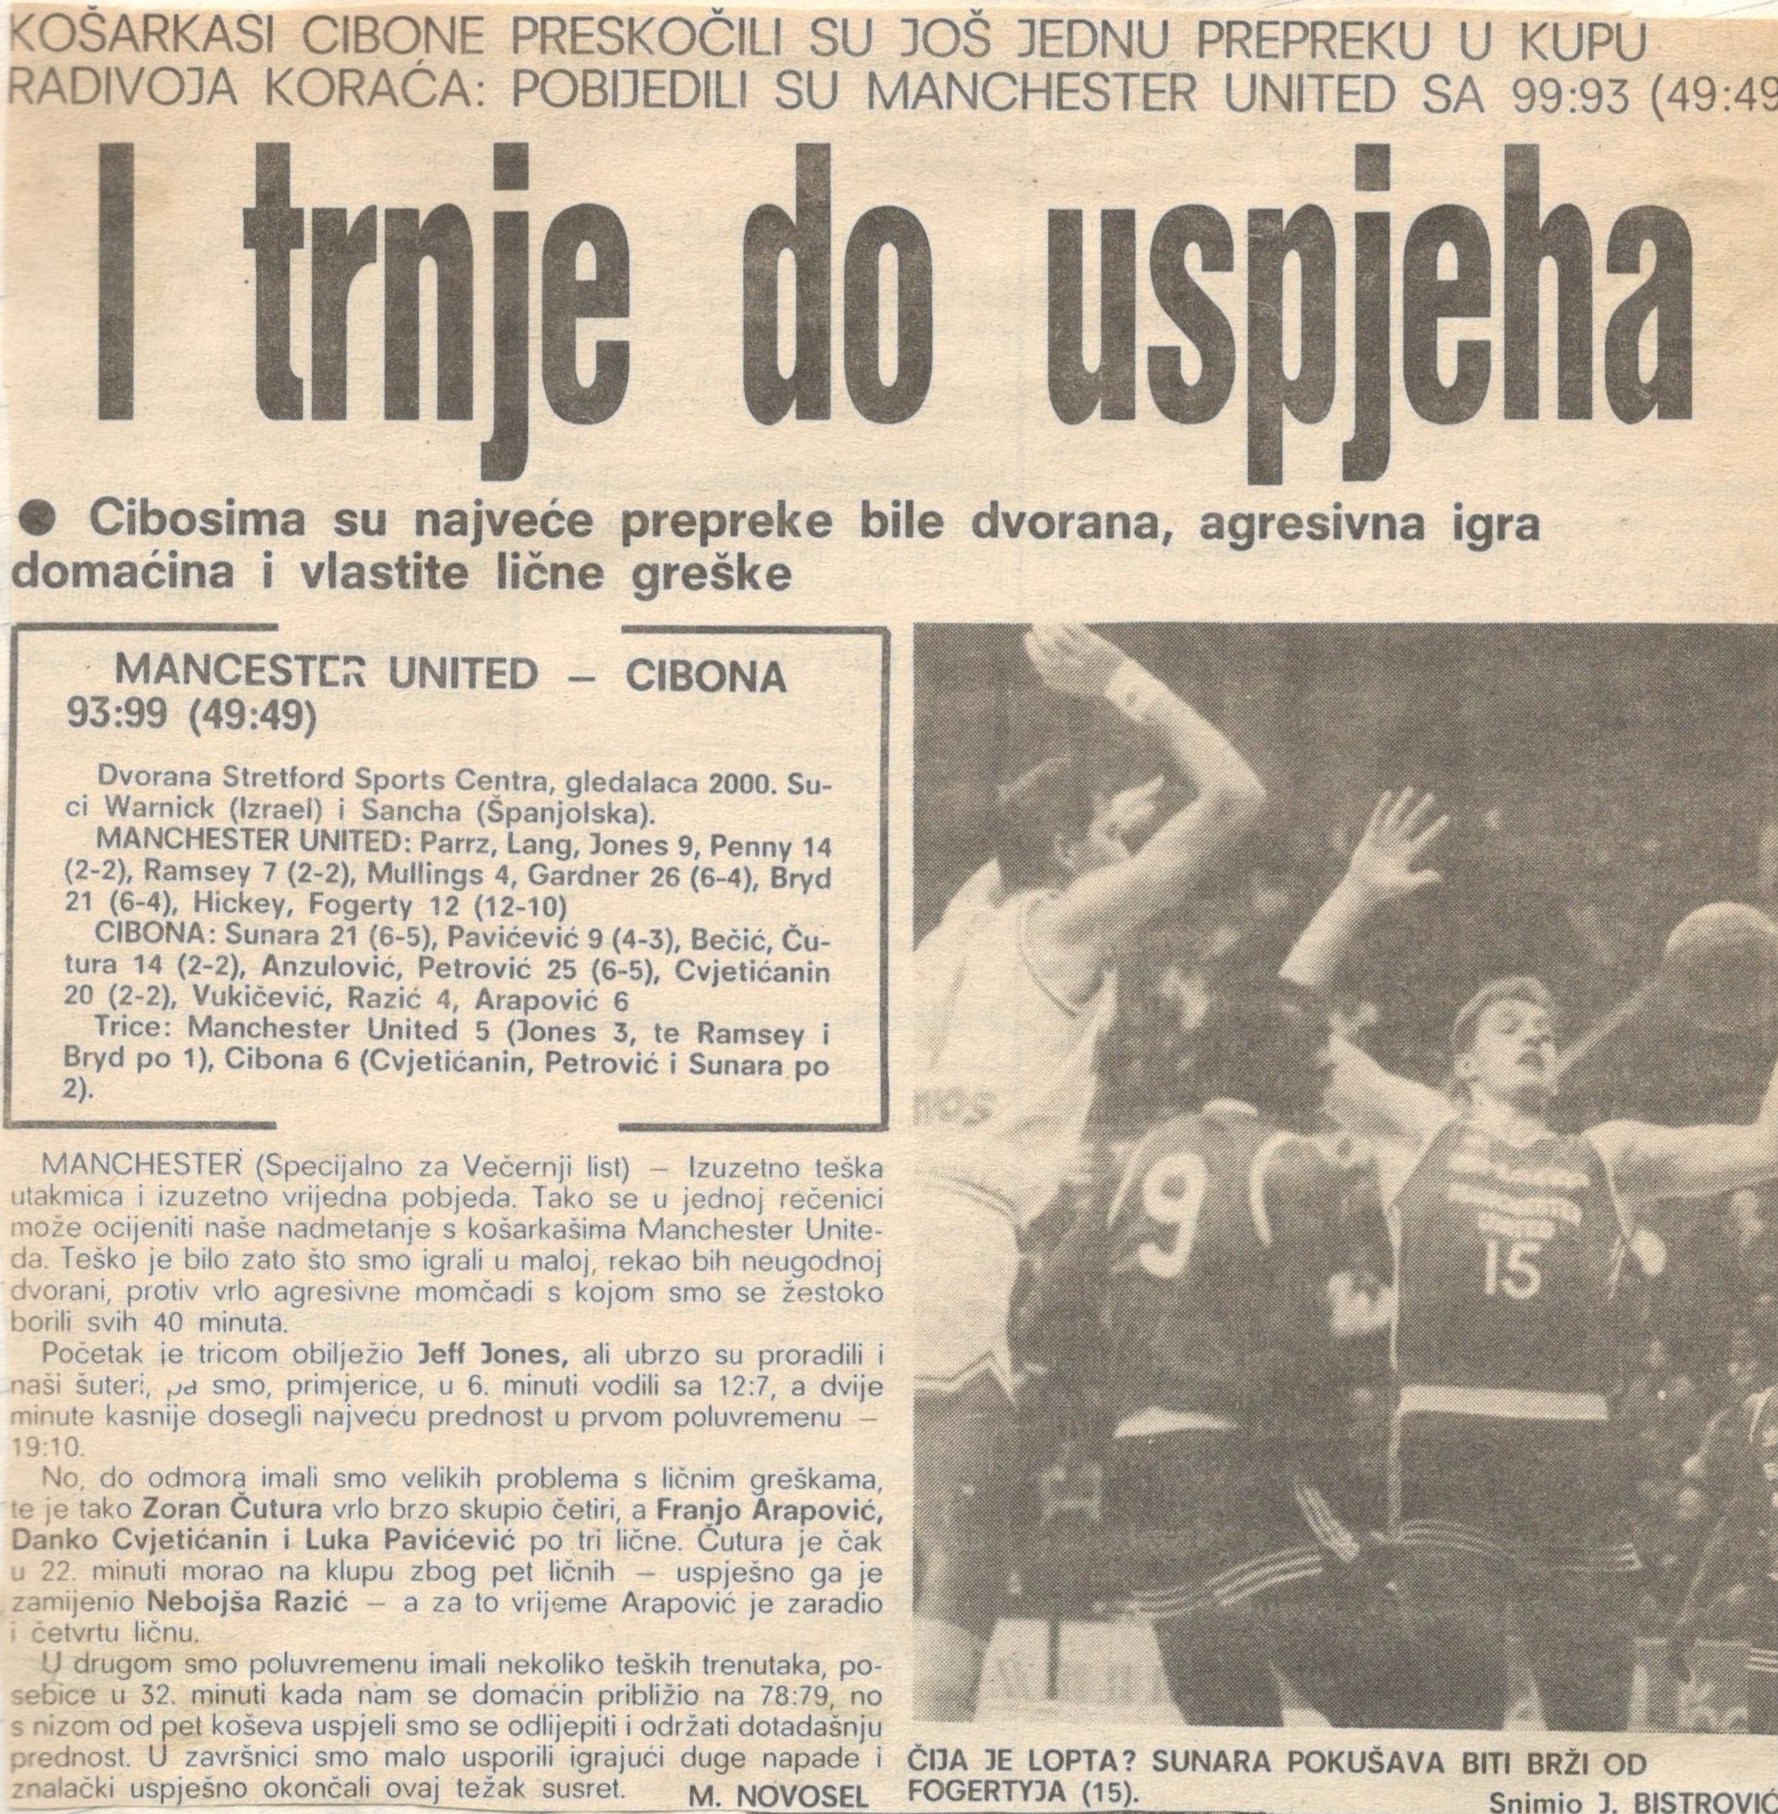 KOŠARKAŠI CIBONE PRESKOČILI SU JOŠ JEDNU PREPREKU U KUPU
RADIVOJA KORAĆA: POBIJEDILI SU MANCHESTER UNITED SA 99:93 (49:49
I trnje do uspjeha
● Cibosima su najveće prepreke bile dvorana, agresivna igra
domaćina i vlastite lične greške
MANCESTER UNITED – CIBONA
93:99 (49:49)
Dvorana Stretford Sports Centra, gledalaca 2000. Su-
ci Warnick (Izrael) i Sancha (Španjolska).
MANCHESTER UNITED: Parrz, Lang, Jones 9, Penny 14
(2-2), Ramsey 7 (2-2), Mullings 4, Gardner 26 (6-4), Bryd
21 (6-4), Hickey, Fogerty 12 (12-10)
CIBONA: Sunara 21 (6-5), Pavićević 9 (4-3), Bečić, Ču-
tura 14 (2-2), Anzulović, Petrović 25 (6-5), Cvjetićanin
20 (2-2), Vukičević, Razić 4, Arapović 6
Trice: Manchester United 5 (Jones 3, te Ramsey i
Bryd po 1), Cibona 6 (Cvjetićanin, Petrović i Sunara po
2).
MANCHESTER (Specijalno za Večernji list) – Izuzetno teška
utakmica i izuzetno vrijedna pobjeda. Tako se u jednoj rečenici
može ocijeniti naše nadmetanje s košarkašima Manchester Unite-
da. Teško je bilo zato što smo igrali u maloj, rekao bih neugodnoj
dvorani, protiv vrlo agresivne momčadi s kojom smo se žestoko
borili svih 40 minuta.
Početak je tricom obilježio Jeff Jones, ali ubrzo su proradili i
naši šuteri, pa smo, primjerice, u 6. minuti vodili sa 12:7, a dvije
minute kasnije dosegli najveću prednost u prvom poluvremenu –
19:10.
No, do odmora imali smo velikih problema s ličnim greškama,
te je tako Zoran Čutura vrlo brzo skupio četiri, a Franjo Arapović,
Danko Cvjetićanin i Luka Pavićević po tri lične. Čutura je čak
u 22. minuti morao na klupu zbog pet ličnih – uspješno ga je
zamijenio Nebojša Razić – a za to vrijeme Arapović je zaradio
i četvrtu ličnu.
U drugom smo poluvremenu imali nekoliko teških trenutaka, po-
sebice u 32. minuti kada nam se domaćin približio na 78:79, no
s nizom od pet koševa uspjeli smo se odlijepiti i održati dotadašnju
prednost. U završnici smo malo usporili igrajući duge napade i
znalački uspješno okončali ovaj težak susret.
M. NOVOSEL
9
15
ČIJA JE LOPTA? SUNARA POKUŠAVA BITI BRŽI OD
FOGERTYJA (15).
Snimio J. BISTROVIĆ